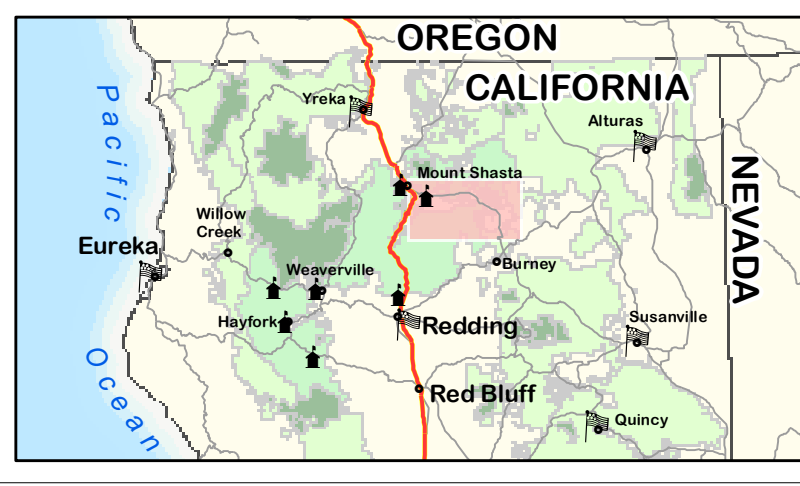 OREGON
CALIFORNIA
Yreka
Alturas
Pacific
Mount Shasta
NEVADA
Willow
Creek
Eureka
Weaverville
Burney
Hayfork
Redding
Susanville
Ocean
Red Bluff
Quincy